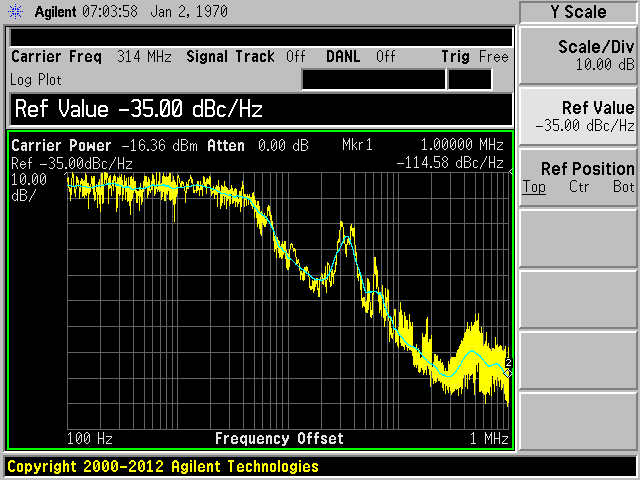 Agilent 07:03:58 Jan 2, 1970
Y Scale
Carrier Freq 314 MHz Signal Track Off DANL Off Trig Free
Log Plot
Scale/Div
10.00 dB
Ref Value -35.00 dBc/Hz
Ref Value
-35.00 dBc/Hz
Carrier Power -16.36 dBm Atten 0.00 dB Mkr1 1.00000 MHz
Ref -35.00dBc/Hz -114.58 dBc/Hz
10.00
dB/
Ref Position
Top Ctr Bot
2
100 Hz Frequency Offset 1 MHz
Copyright 2000-2012 Agilent Technologies